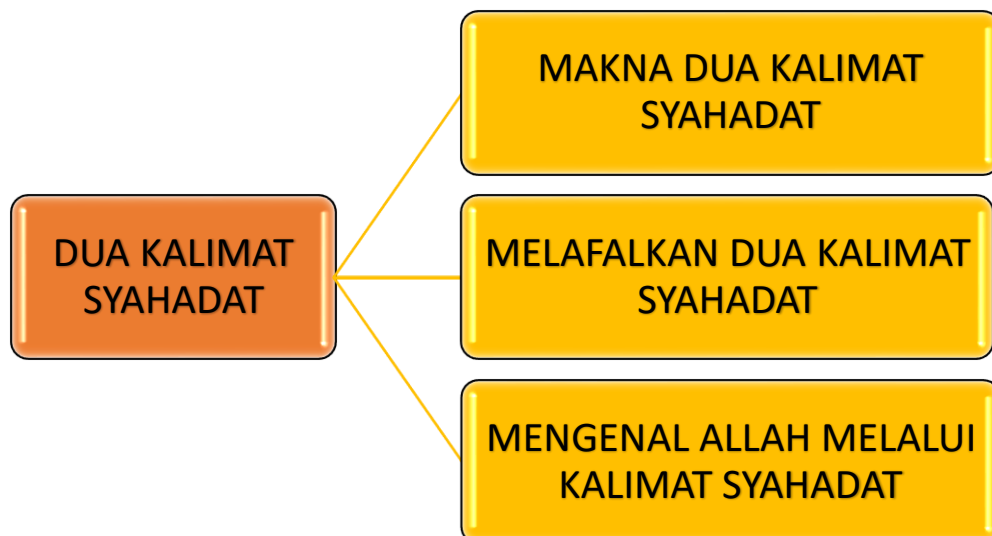 DUA KALIMAT
SYAHADAT
MAKNA DUA KALIMAT
SYAHADAT
MELAFALKAN DUA KALIMAT
SYAHADAT
MENGENAL ALLAH MELALUI
KALIMAT SYAHADAT